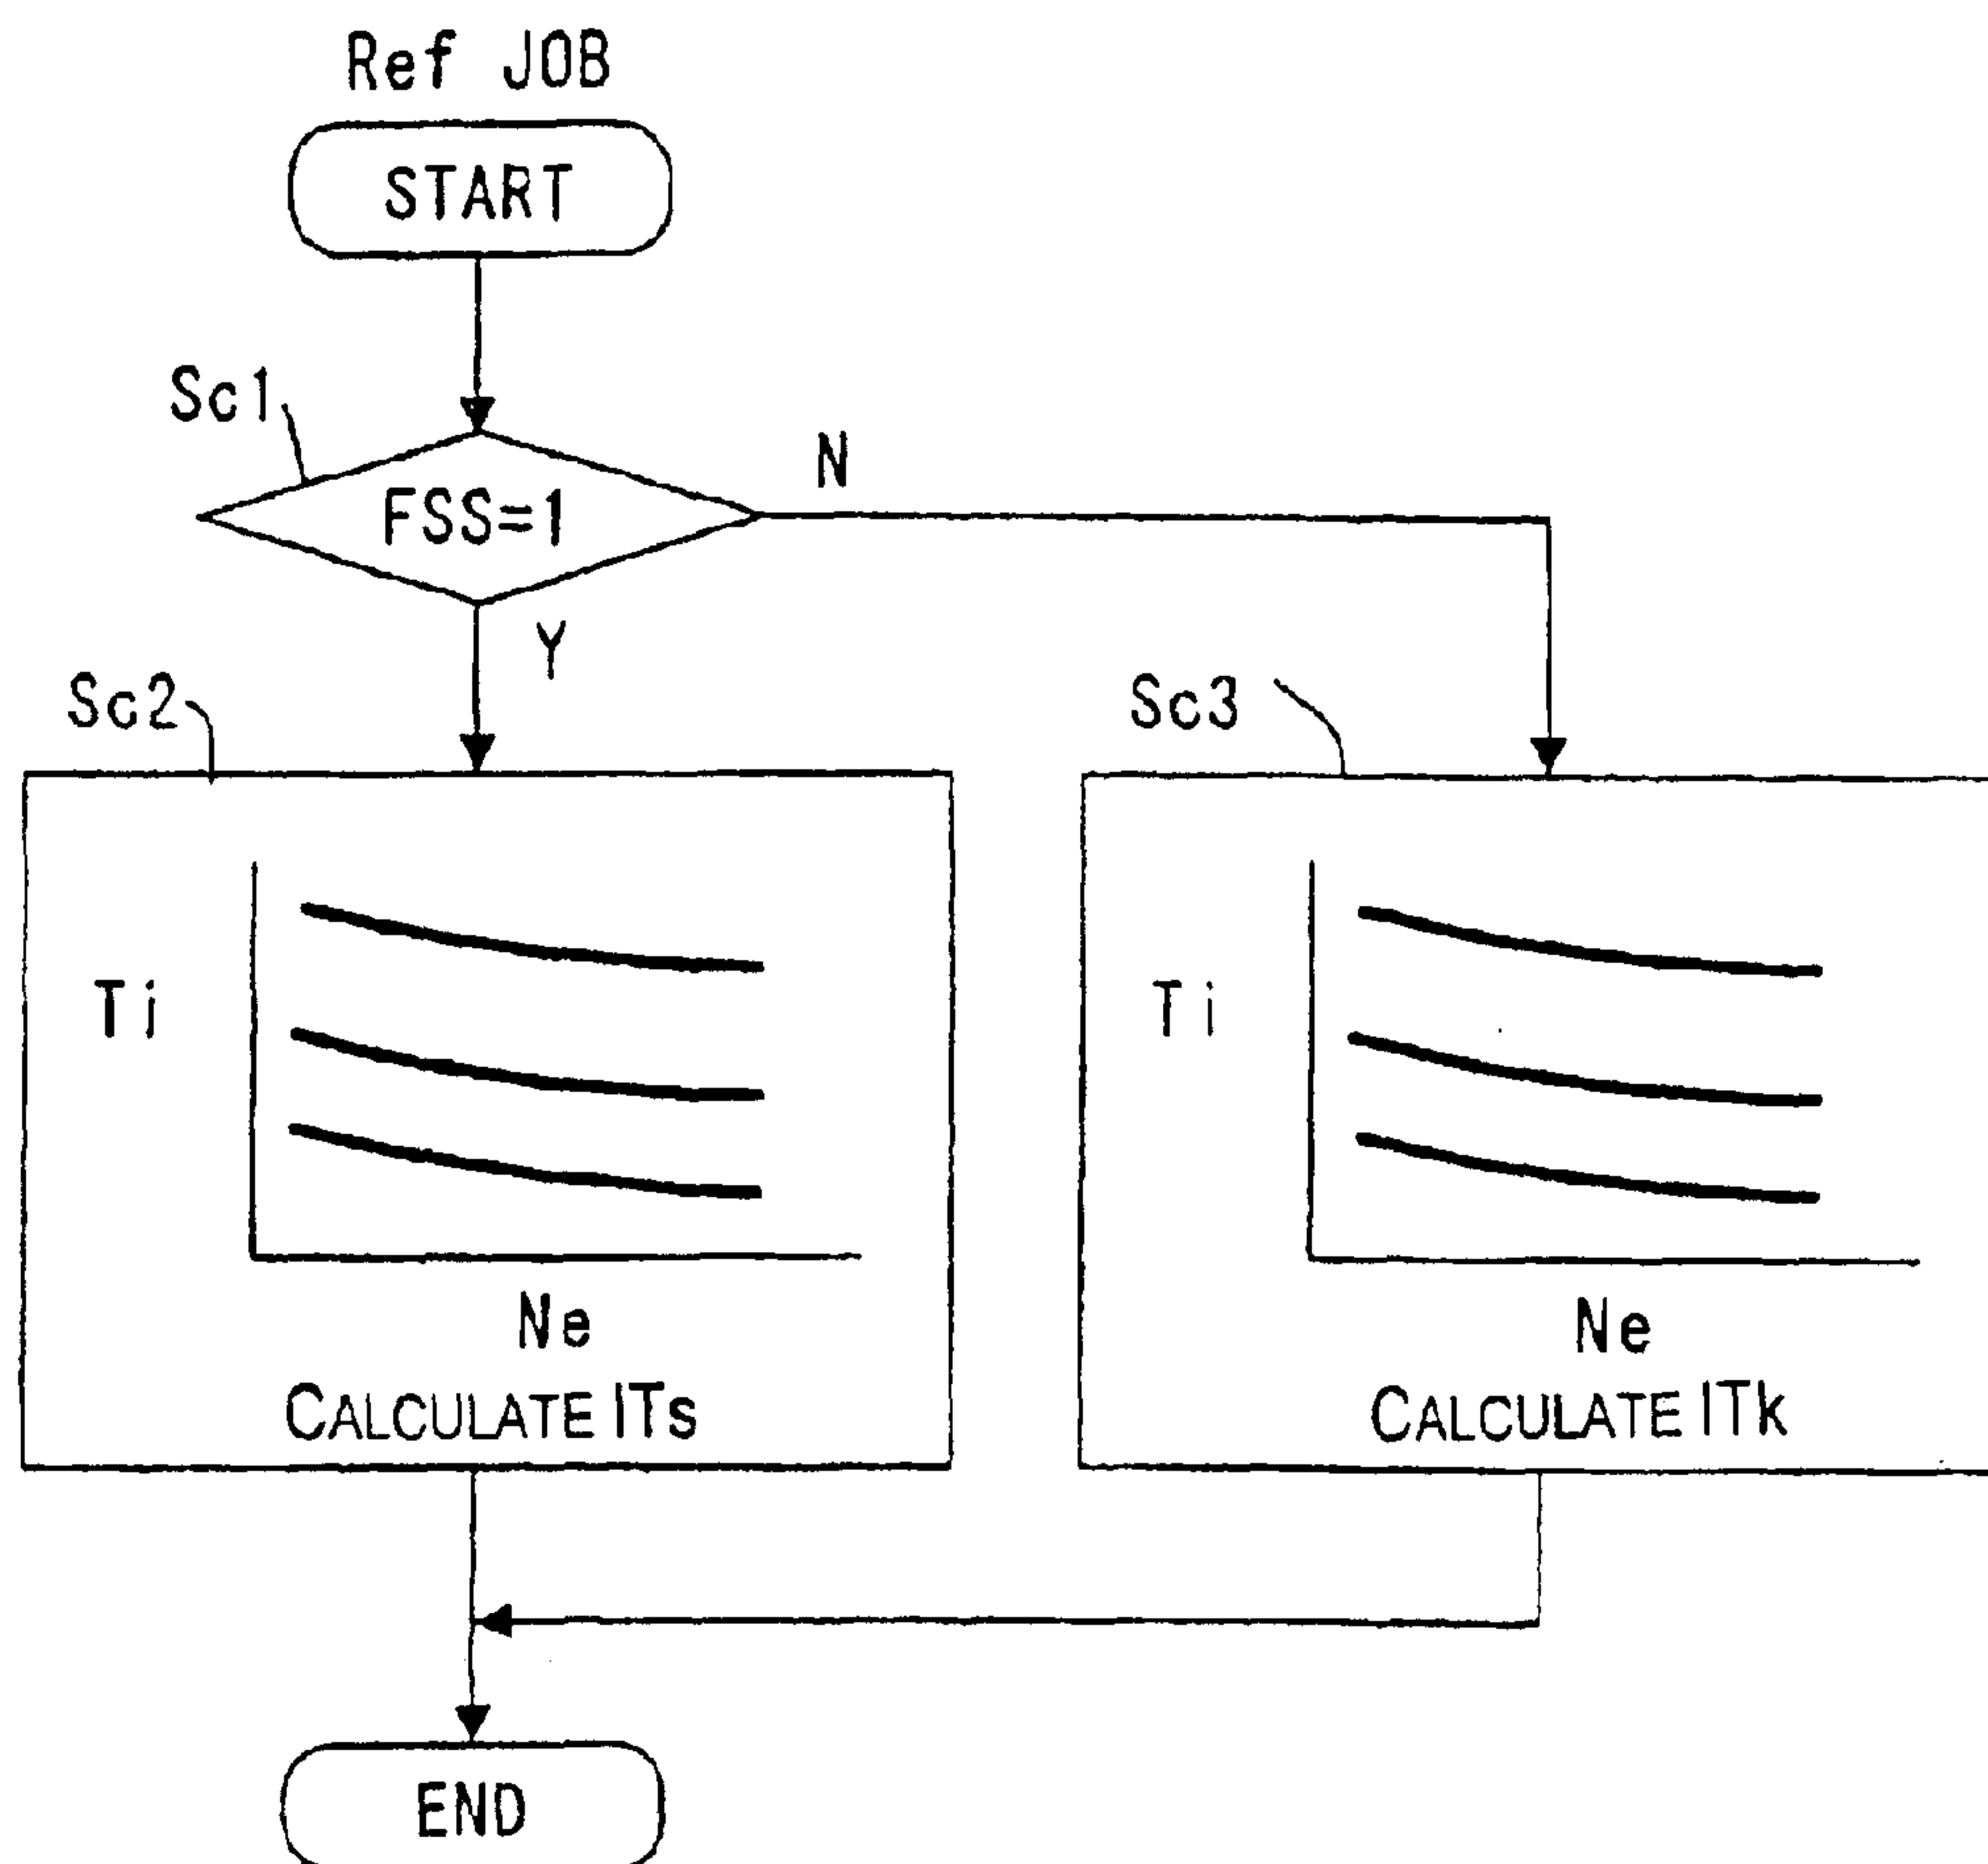 Ref JOB
START
Sc1
FSS=1
N
Y
Sc2
Sc3
Ti
Ne
CALCULATE ITs
Ti
Ne
CALCULATE ITk
END